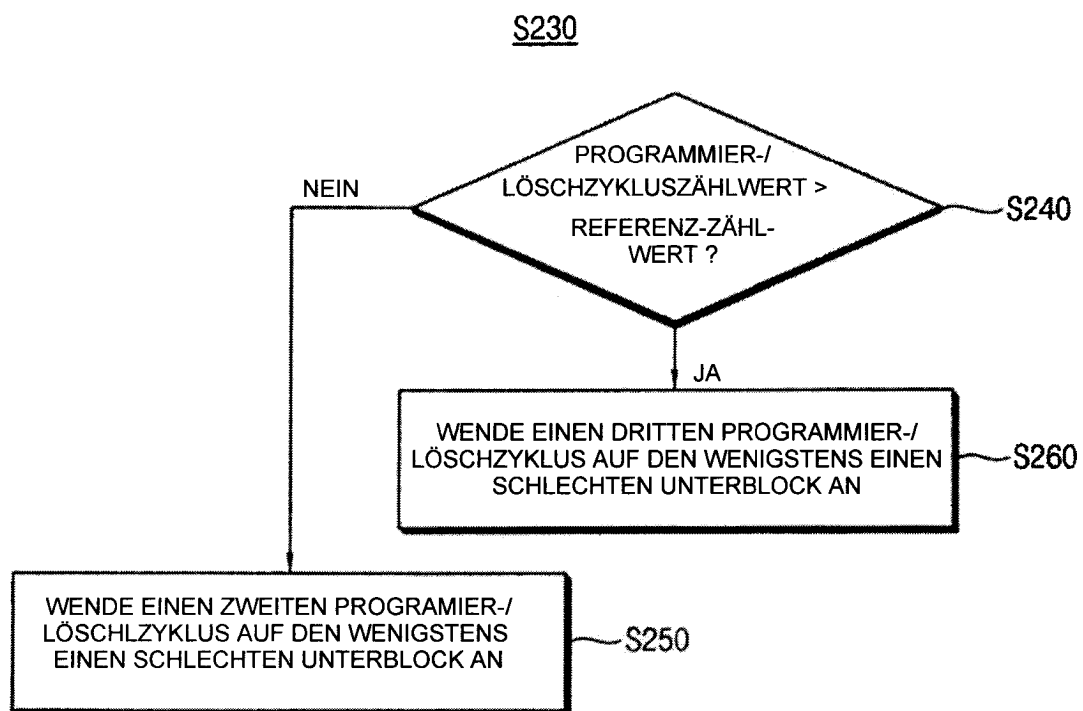 S230
PROGRAMMIER-/
LÖSCHZYKLUSZÄHLWERT >
REFERENZ-ZÄHL-
WERT ?
NEIN
S240
JA
WENDE EINEN DRITTEN PROGRAMMIER-/
LÖSCHZYKLUS AUF DEN WENIGSTENS EINEN
SCHLECHTEN UNTERBLOCK AN
S260
WENDE EINEN ZWEITEN PROGRAMIER-/
LÖSCHLZYKLUS AUF DEN WENIGSTENS
EINEN SCHLECHTEN UNTERBLOCK AN
S250